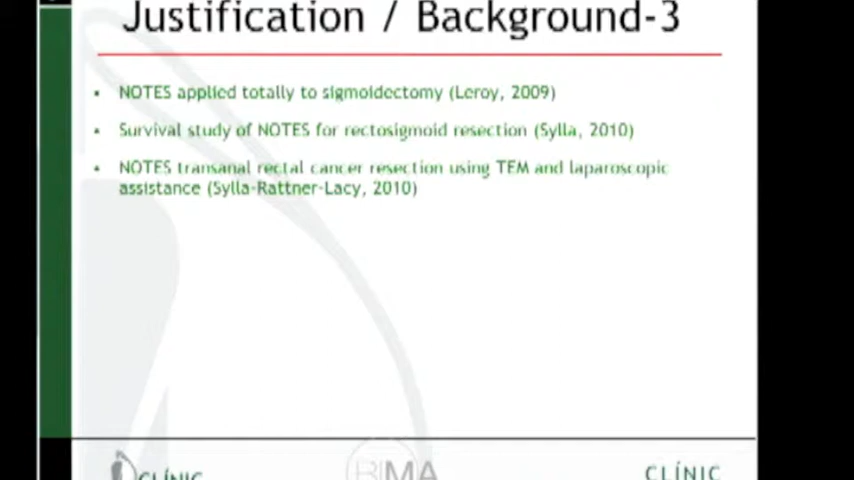 Justification / Background-3
▪ NOTES applied totally to sigmoidectomy (Leroy, 2009)
▪ Survival study of NOTES for rectosigmoid resection (Sylla, 2010)
▪ NOTES transanal rectal cancer resection using TEM and laparoscopic
assistance (Sylla-Rattner-Lacy, 2010)
CLÍNIC
BIMA
CLÍNIC